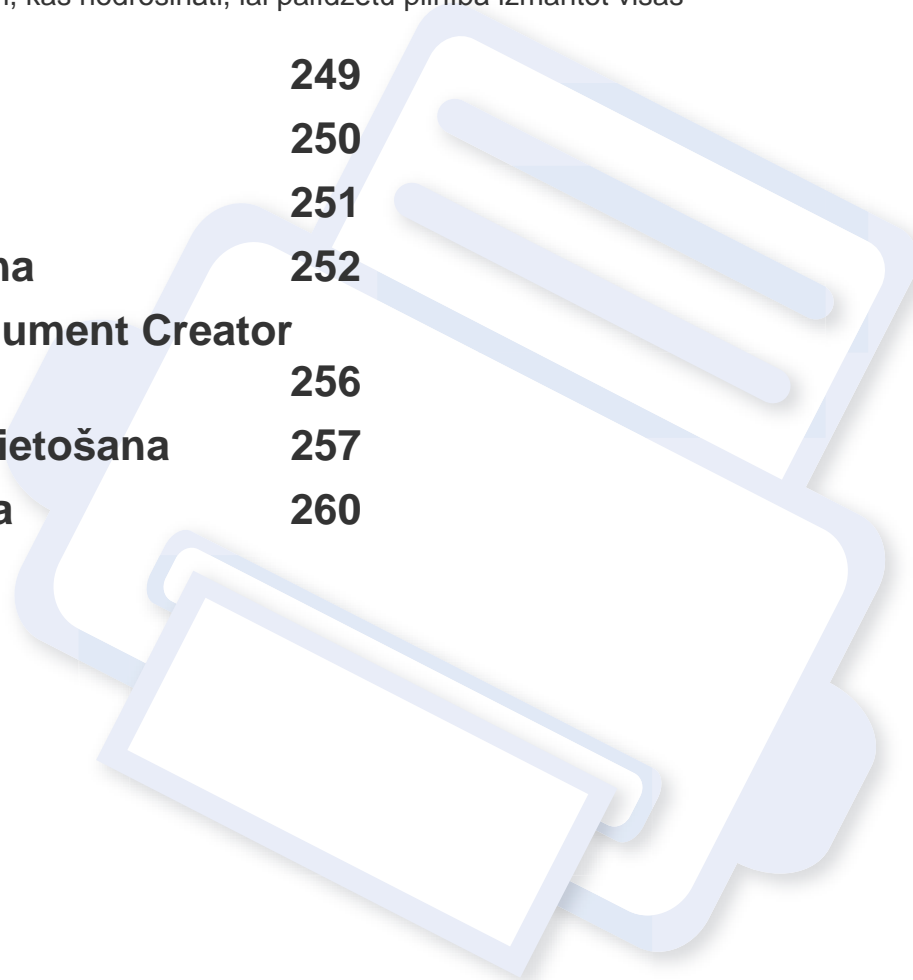 kas nodrošināti, lai palīdzētu pilnībā izmantot visas
249
250
251
na 252
ument Creator
256
ietošana 257
a 260